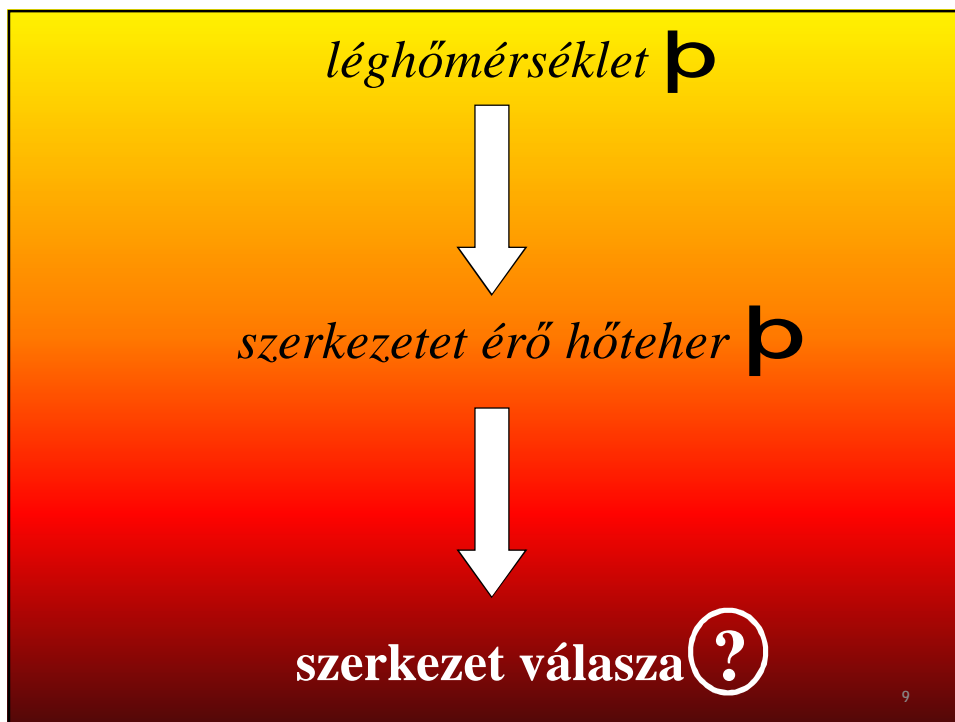 léghőmérséklet þ
szerkezetet érő hőteher þ
szerkezet válasza ?
9